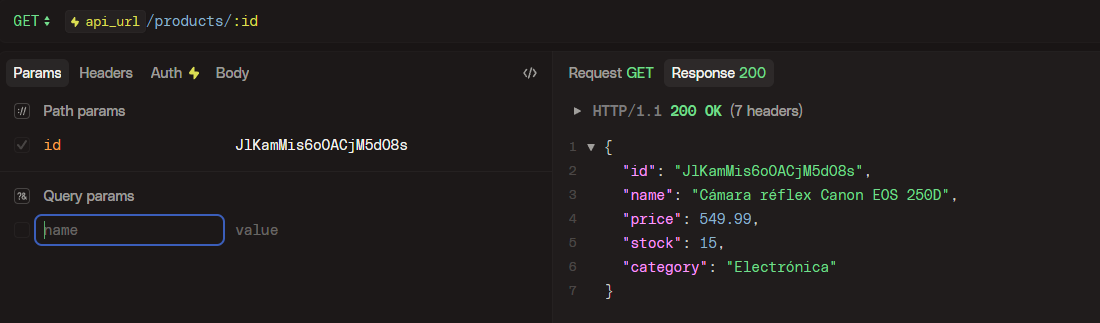 GET api_url/products/:id
Params Headers Auth Body </>
Request GET Response 200
:// Path params
HTTP/1.1 200 OK (7 headers)
id JlKamMis6oOACjM5dO8s
1 {
2 "id": "JlKamMis6oOACjM5dO8s",
3 "name": "Cámara réflex Canon EOS 250D",
4 "price": 549.99,
5 "stock": 15,
6 "category": "Electrónica"
7 }
?& Query params
name value